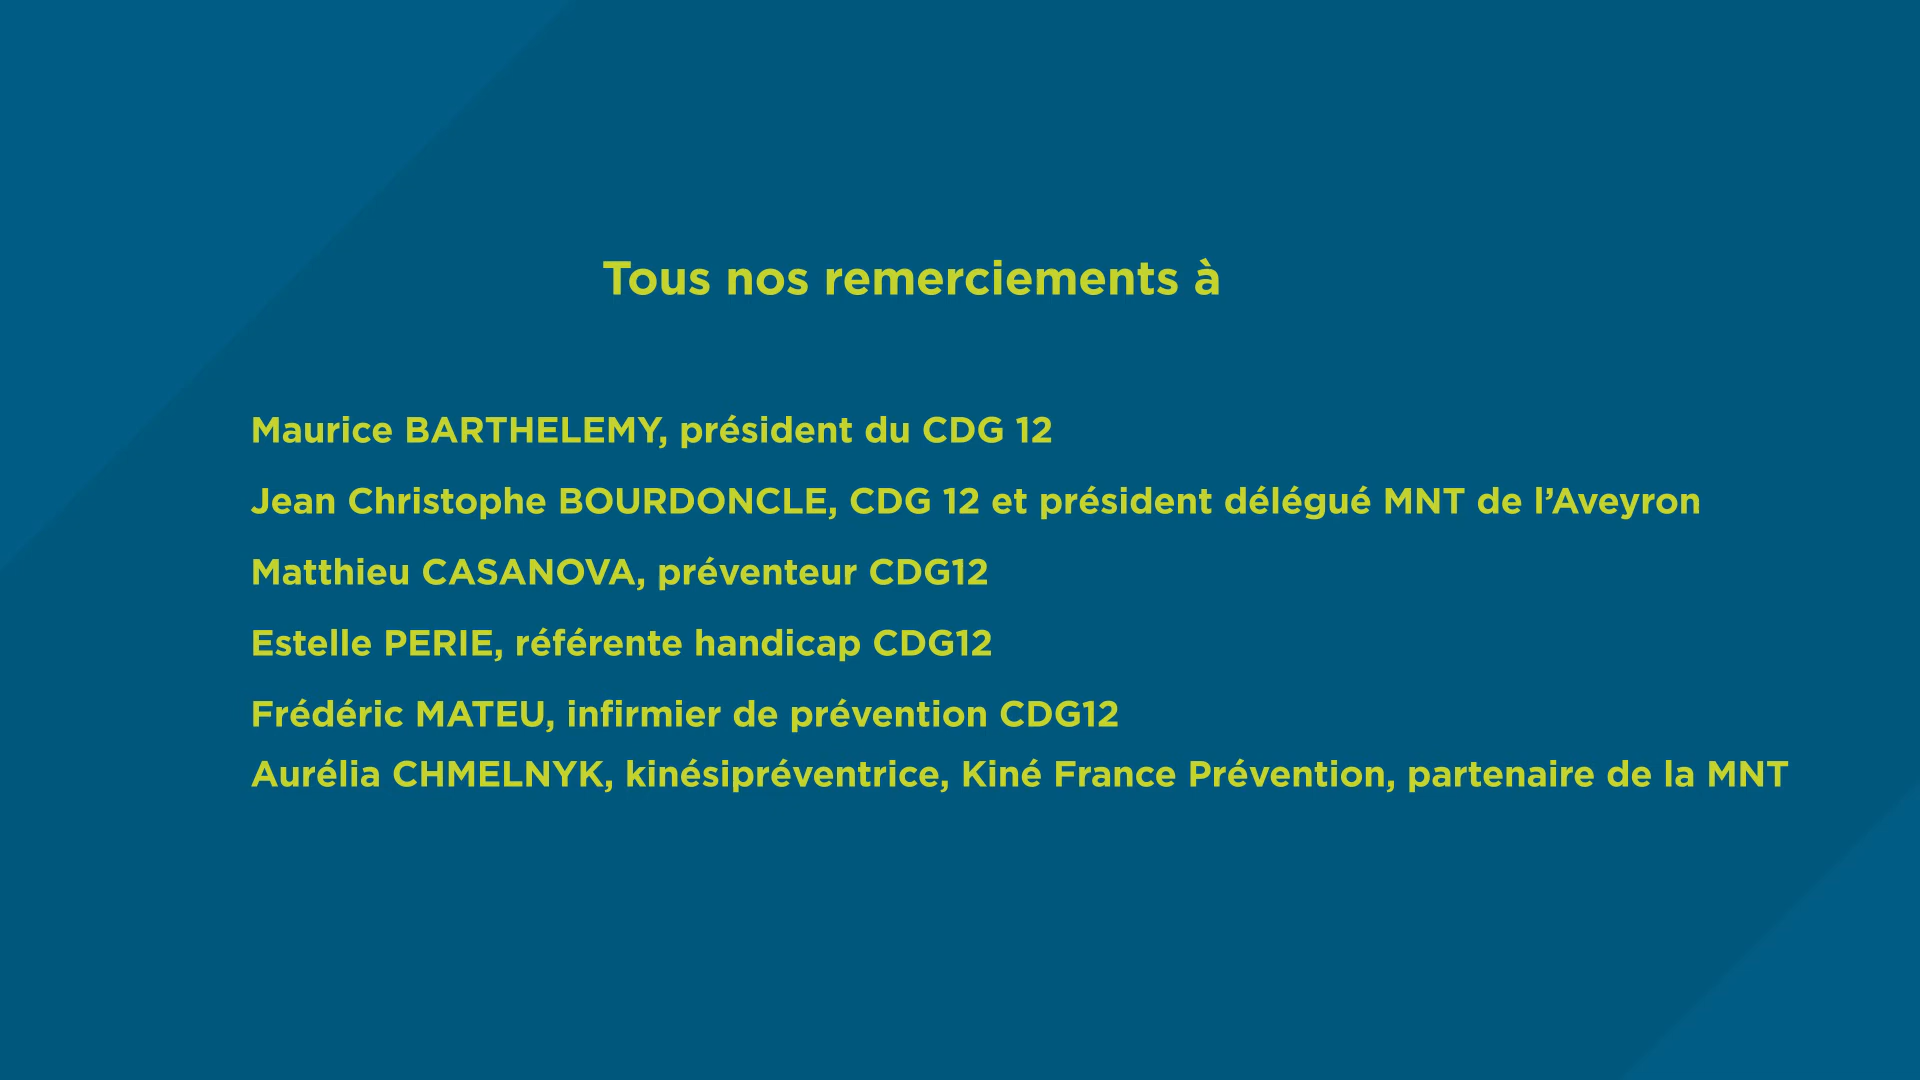 Tous nos remerciements à
Maurice BARTHELEMY, président du CDG 12
Jean Christophe BOURDONCLE, CDG 12 et président délégué MNT de l’Aveyron
Matthieu CASANOVA, préventeur CDG12
Estelle PERIE, référente handicap CDG12
Frédéric MATEU, infirmier de prévention CDG12
Aurélia CHMELNYK, kinésipréventrice, Kiné France Prévention, partenaire de la MNT